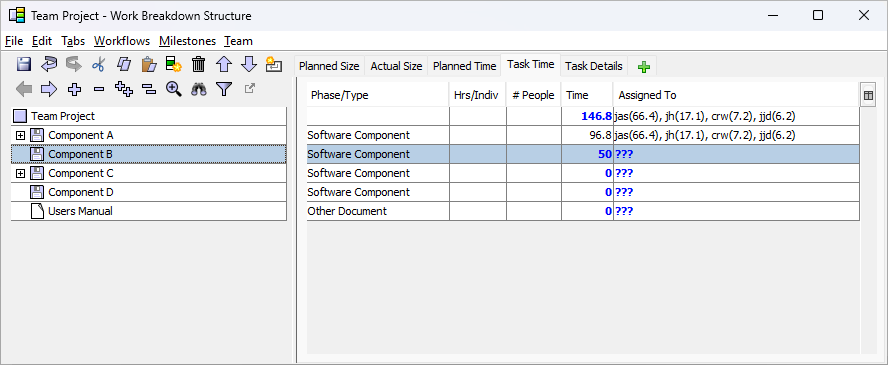 Team Project - Work Breakdown Structure
File Edit Tabs Workflows Milestones Team
Planned Size Actual Size Planned Time Task Time Task Details
Phase/Type Hrs/Indiv # People Time Assigned To
Team Project 146.8 jas(66.4), jh(17.1), crw(7.2), jjd(6.2)
Component A Software Component 96.8 jas(66.4), jh(17.1), crw(7.2), jjd(6.2)
Component B Software Component 50 ???
Component C Software Component 0 ???
Component D Software Component 0 ???
Users Manual Other Document 0 ???